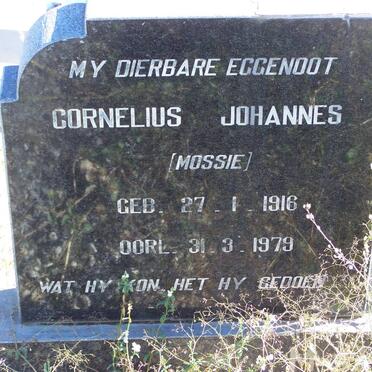 MY DIERBARE EGGENOOT
CORNELIUS JOHANNES
[MOSSIE]
GEB. 27 . 1 . 1916
OORL. 31 . 3 . 1979
WAT HY KON, HET HY GEDOEN